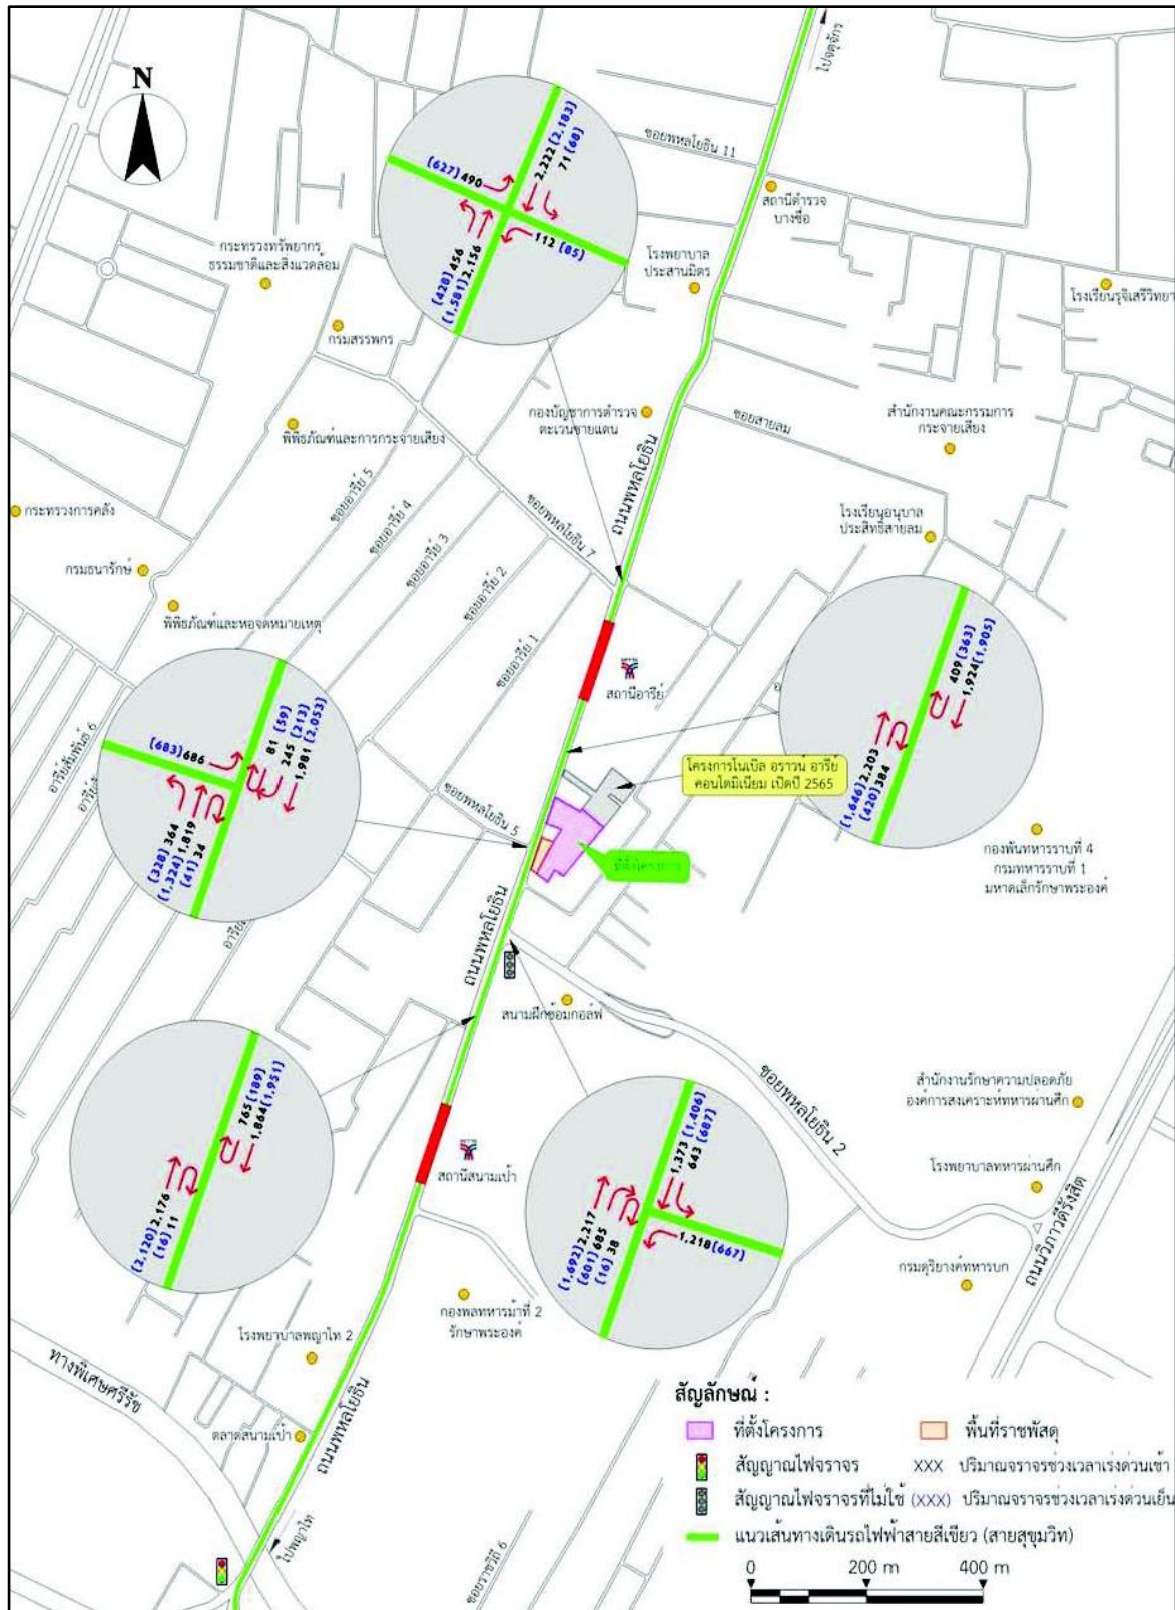 N
ไปจตุจักร
ซอยพหลโยธิน 11
สถานีตำรวจ
บางซื่อ
2,222 (2,183)
71 (68)
(627) 490
112 (85)
(428) 456
(1,581) 2,156
กระทรวงทรัพยากร
ธรรมชาติและสิ่งแวดล้อม
โรงพยาบาล
ประสานมิตร
โรงเรียนรุจิเสรีวิทยา
กรมสรรพกร
กองบัญชาการตำรวจ
ตะเวนชายแดน
ซอยสายลม
สำนักงานคณะกรรมการ
กระจายเสียง
พิพิธภัณฑ์และการกระจายเสียง
ถนนพหลโยธิน
ซอยอารีย์ 5
ซอยอารีย์ 4
ซอยอารีย์ 3
ซอยอารีย์ 2
ซอยอารีย์ 1
ซอยพหลโยธิน 7
กระทรวงการคลัง
โรงเรียนอนุบาล
ประสิทธิ์สายลม
กรมธนารักษ์
พิพิธภัณฑ์และหอจดหมายเหตุ
สถานีอารีย์
409 (363)
1,924 (1,905)
(1,646) 2,203
(420) 384
81 (59)
245 (213)
1,981 (2,053)
(683) 686
(328) 364
(1,324) 1,819
(41) 34
อารีย์สัมพันธ์ 6
โครงการโนเบิล อราวน์ อารีย์
คอนโดมิเนียม เปิดปี 2565
ซอยพหลโยธิน 5
ที่ตั้งโครงการ
กองพันทหารราบที่ 4
กรมทหารราบที่ 1
มหาดเล็กรักษาพระองค์
ถนนพหลโยธิน
สนามฝึกซ้อมกอล์ฟ
ซอยพหลโยธิน 2
765 (189)
1,864 (1,951)
(2,120) 2,176
(16) 11
สถานีสนามเป้า
1,373 (1,406)
643 (687)
1,218 (667)
(1,692) 2,217
(601) 685
(16) 38
สำนักงานรักษาความปลอดภัย
องค์การสงเคราะห์ทหารผ่านศึก
โรงพยาบาลทหารผ่านศึก
ถนนวิภาวดีรังสิต
กรมดุริยางค์ทหารบก
กองพลทหารม้าที่ 2
รักษาพระองค์
โรงพยาบาลพญาไท 2
ทางพิเศษศรีรัช
ตลาดสนามเป้า
ถนนพหลโยธิน
ไปพญาไท
ซอยราชวิถี 6
สัญลักษณ์ :
ที่ตั้งโครงการ
พื้นที่ราชพัสดุ
สัญญาณไฟจราจร
XXX ปริมาณจราจรช่วงเวลาเร่งด่วนเช้า
สัญญาณไฟจราจรที่ไม่ใช้
(XXX) ปริมาณจราจรช่วงเวลาเร่งด่วนเย็น
แนวเส้นทางเดินรถไฟฟ้าสายสีเขียว (สายสุขุมวิท)
0 200 m 400 m